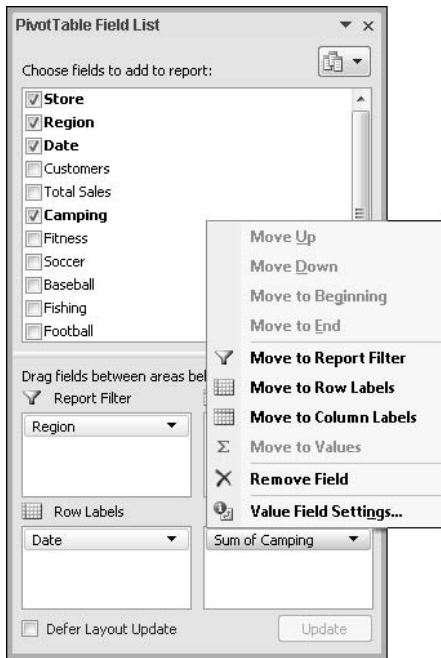 PivotTable Field List
Choose fields to add to report:
Store
Region
Date
Customers
Total Sales
Camping
Fitness
Soccer
Baseball
Fishing
Football
Move Up
Move Down
Move to Beginning
Move to End
Move to Report Filter
Move to Row Labels
Move to Column Labels
Move to Values
Remove Field
Value Field Settings...
Drag fields between areas
Report Filter
Region
Row Labels
Date
Sum of Camping
Defer Layout Update
Update